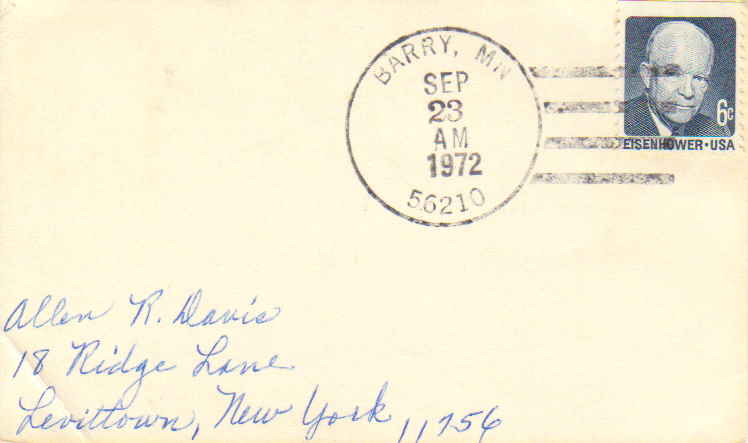 BARRY, MN
SEP
23
AM
1972
56210
6c
EISENHOWER·USA
Allen R. Davis
18 Ridge Lane
Levittown, New York, 11756